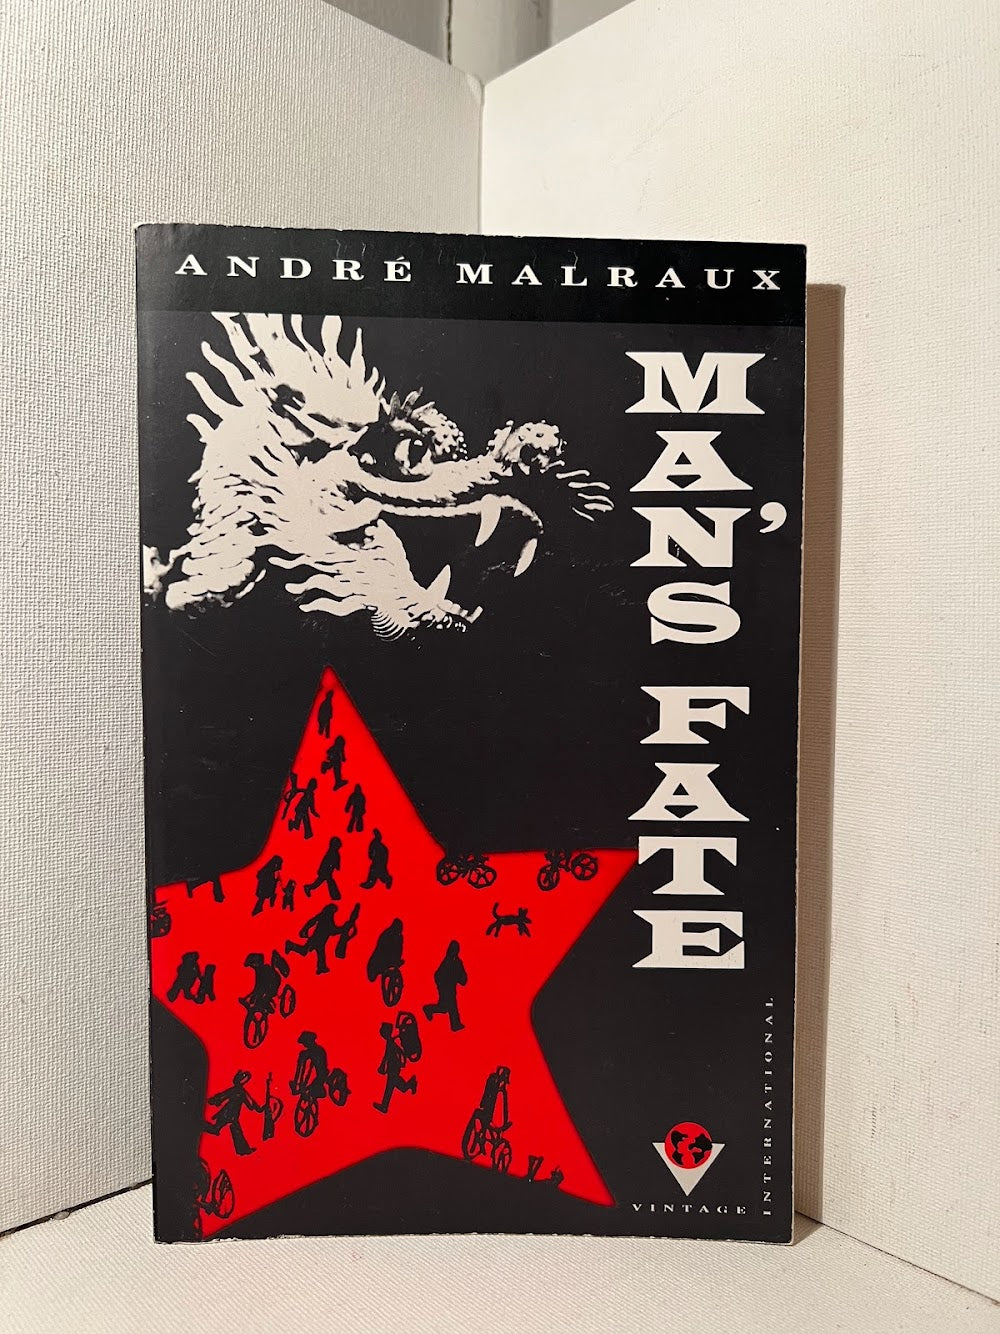 ANDRÉ MALRAUX
MAN'S
FATE
VINTAGE
INTERNATIONAL